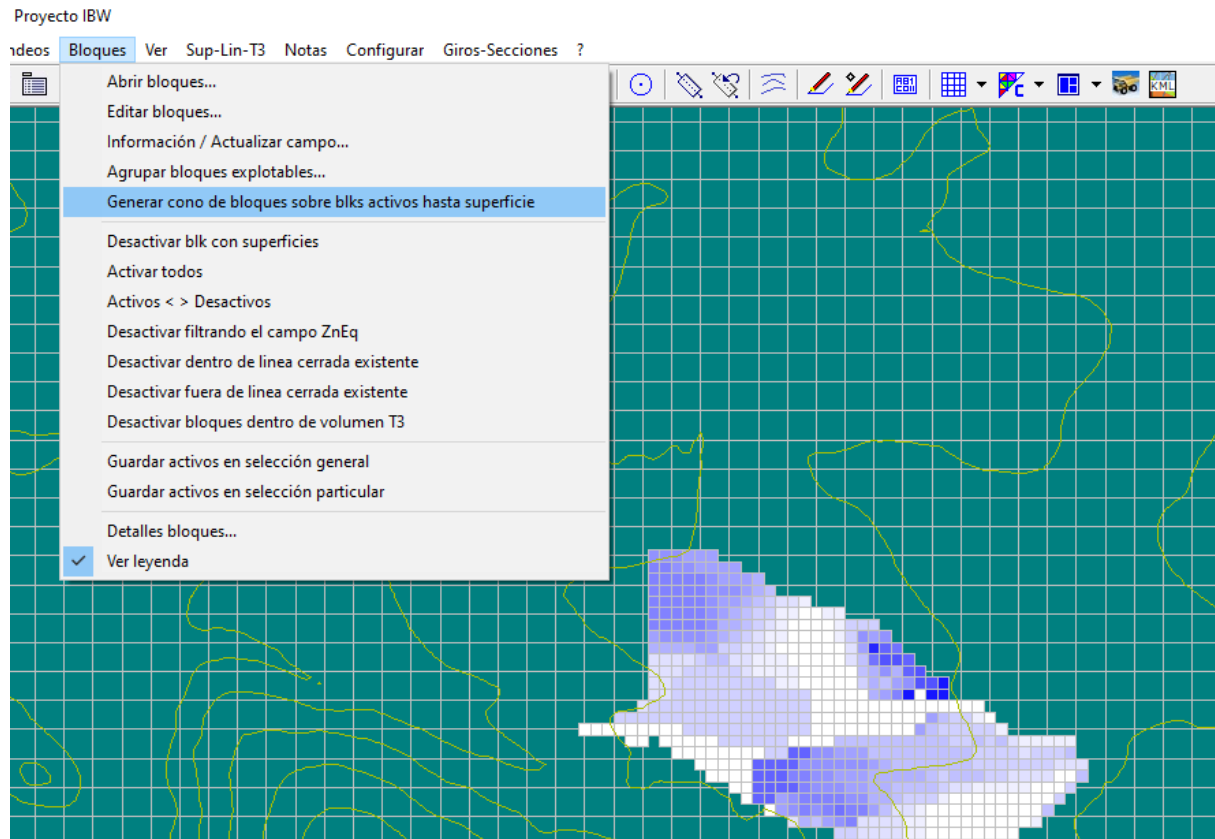 Proyecto IBW
ndeos Bloques Ver Sup-Lin-T3 Notas Configurar Giros-Secciones ?
Abrir bloques...
Editar bloques...
Información / Actualizar campo...
Agrupar bloques explotables...
Generar cono de bloques sobre blks activos hasta superficie
Desactivar blk con superficies
Activar todos
Activos < > Desactivos
Desactivar filtrando el campo ZnEq
Desactivar dentro de linea cerrada existente
Desactivar fuera de linea cerrada existente
Desactivar bloques dentro de volumen T3
Guardar activos en selección general
Guardar activos en selección particular
Detalles bloques...
Ver leyenda
KML